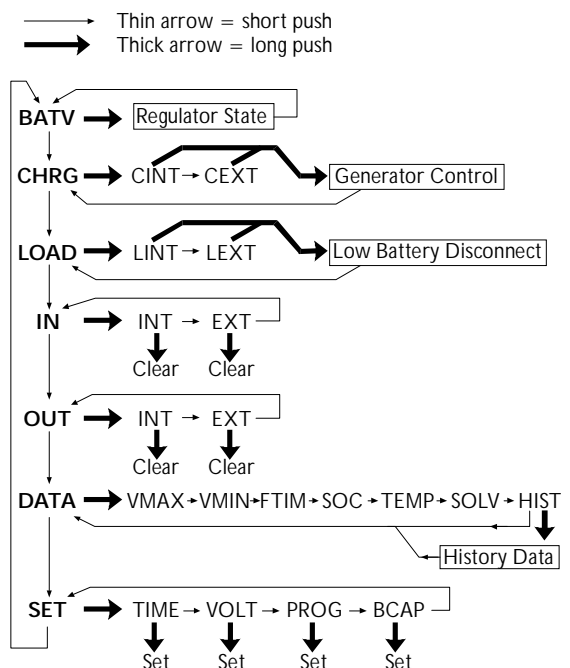 Thin arrow = short push
Thick arrow = long push
BATV Regulator State
CHRG CINT CEXT Generator Control
LOAD LINT LEXT Low Battery Disconnect
IN INT EXT
Clear Clear
OUT INT EXT
Clear Clear
DATA VMAX VMIN FTIM SOC TEMP SOLV HIST
History Data
SET TIME VOLT PROG BCAP
Set Set Set Set